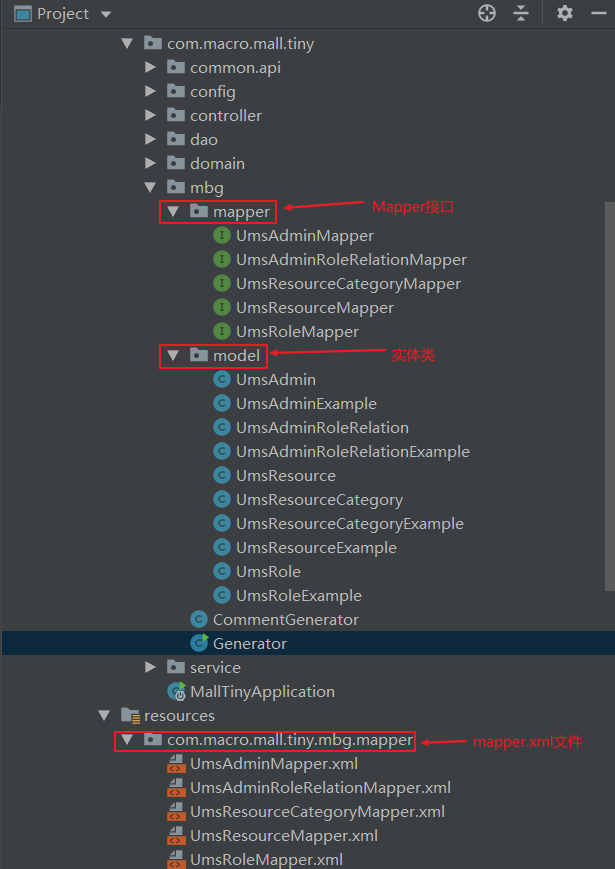 Project
com.macro.mall.tiny
common.api
config
controller
dao
domain
mbg
mapper
Mapper接口
UmsAdminMapper
UmsAdminRoleRelationMapper
UmsResourceCategoryMapper
UmsResourceMapper
UmsRoleMapper
model
实体类
UmsAdmin
UmsAdminExample
UmsAdminRoleRelation
UmsAdminRoleRelationExample
UmsResource
UmsResourceCategory
UmsResourceCategoryExample
UmsResourceExample
UmsRole
UmsRoleExample
CommentGenerator
Generator
service
MallTinyApplication
resources
com.macro.mall.tiny.mbg.mapper
mapper.xml文件
UmsAdminMapper.xml
UmsAdminRoleRelationMapper.xml
UmsResourceCategoryMapper.xml
UmsResourceMapper.xml
UmsRoleMapper.xml